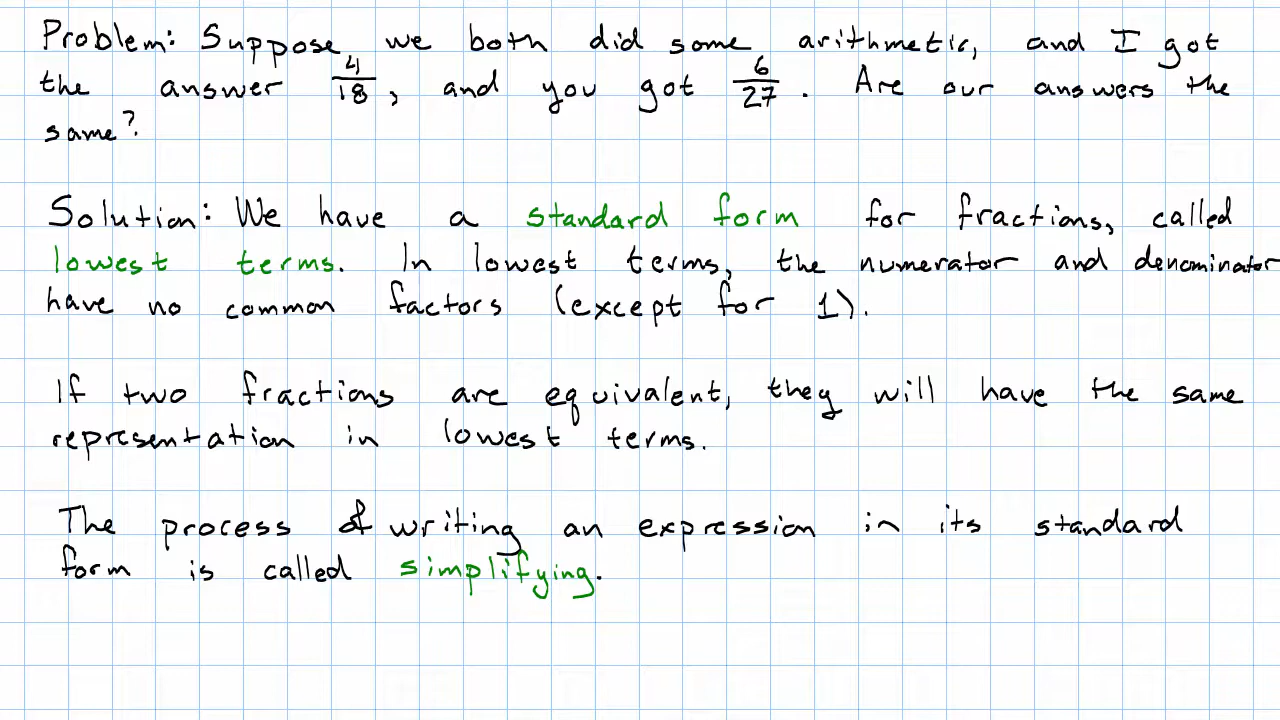 Problem: Suppose we both did some arithmetic, and I got
the answer 4/18, and you got 6/27. Are our answers the
same?
Solution: We have a standard form for fractions, called
lowest terms. In lowest terms, the numerator and denominator
have no common factors (except for 1).
If two fractions are equivalent, they will have the same
representation in lowest terms.
The process of writing an expression in its standard
form is called simplifying.